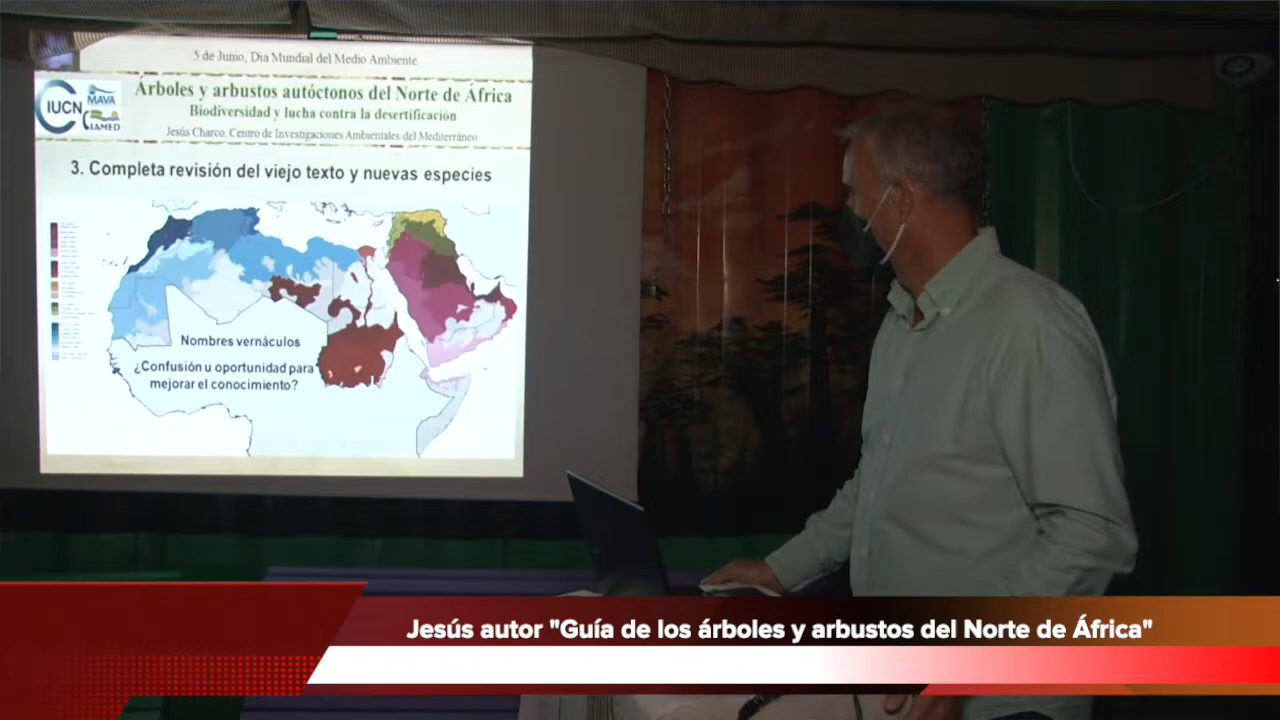 5 de Junio, Dia Mundial del Medio Ambiente
IUCN
MAVA
CIAMED
Árboles y arbustos autóctonos del Norte de África
Biodiversidad y lucha contra la desertificación
Jesús Charco. Centro de Investigaciones Ambientales del Mediterráneo
3. Completa revisión del viejo texto y nuevas especies
Nombres vernáculos
¿Confusión u oportunidad para
mejorar el conocimiento?
Jesús autor "Guía de los árboles y arbustos del Norte de África"